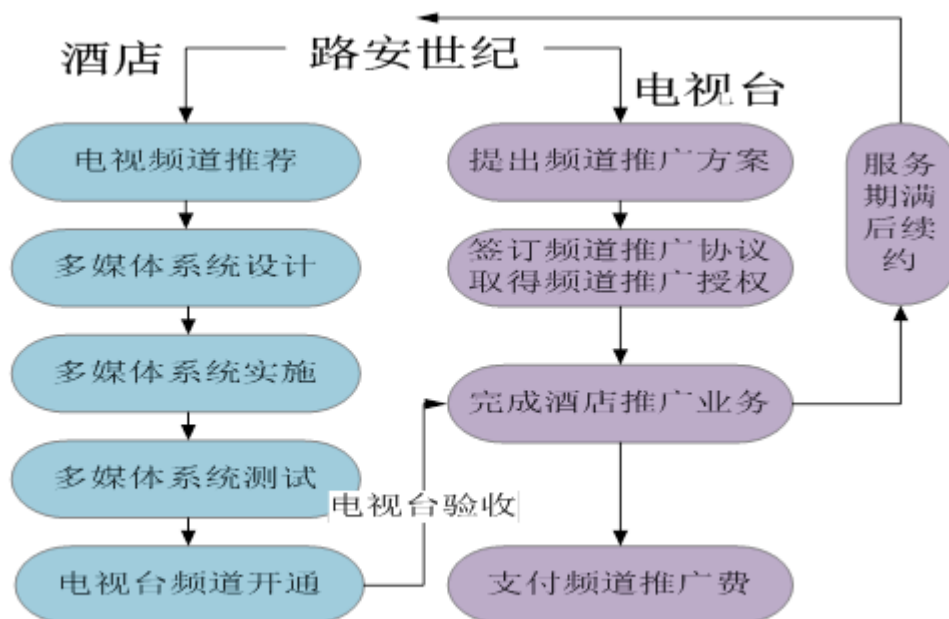 酒店
路安世纪
电视台
电视频道推荐
多媒体系统设计
多媒体系统实施
多媒体系统测试
电视台频道开通
电视台验收
提出频道推广方案
签订频道推广协议
取得频道推广授权
完成酒店推广业务
支付频道推广费
服务
期满
后续
约